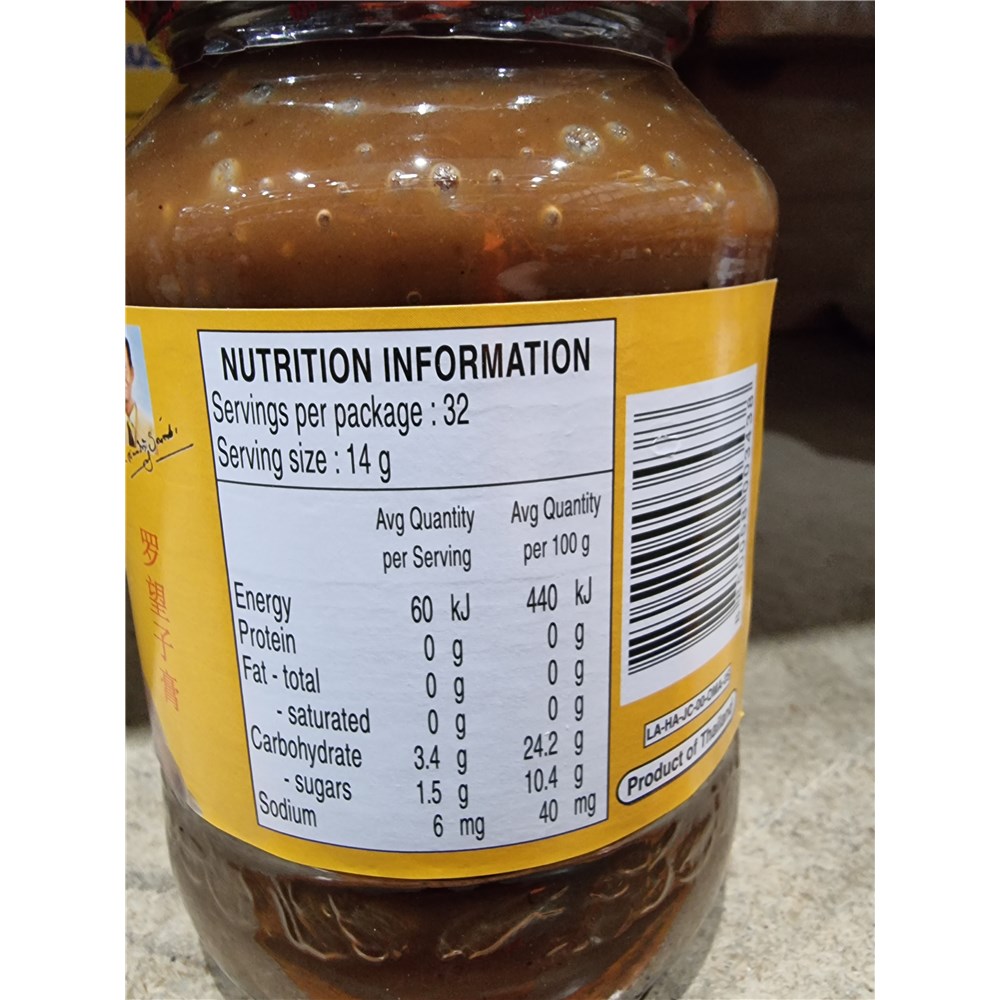 NUTRITION INFORMATION
Servings per package : 32
Serving size : 14 g
Avg Quantity per Serving
Avg Quantity per 100 g
Energy 60 kJ 440 kJ
Protein 0 g 0 g
Fat - total 0 g 0 g
- saturated 0 g 0 g
Carbohydrate 3.4 g 24.2 g
- sugars 1.5 g 10.4 g
Sodium 6 mg 40 mg
罗望子膏
Product of Thailand